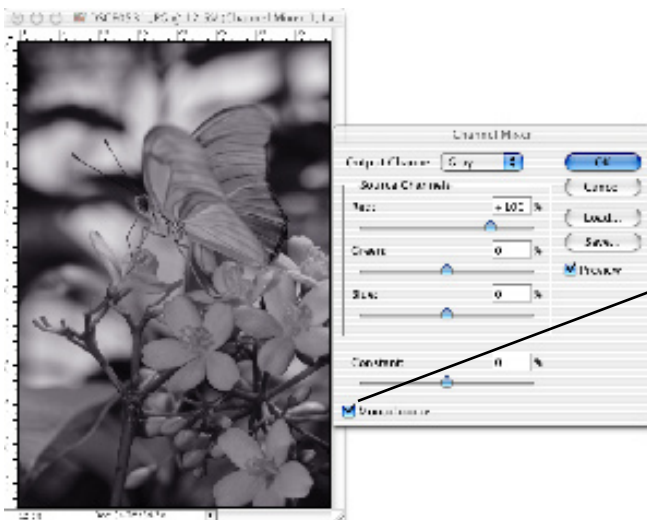 Channel Mixer
Output Channel: Gray
OK
Source Channels
Cancel
Red: +100 %
Load...
Save...
Green: 0 %
Preview
Blue: 0 %
Constant: 0 %
Monochrome